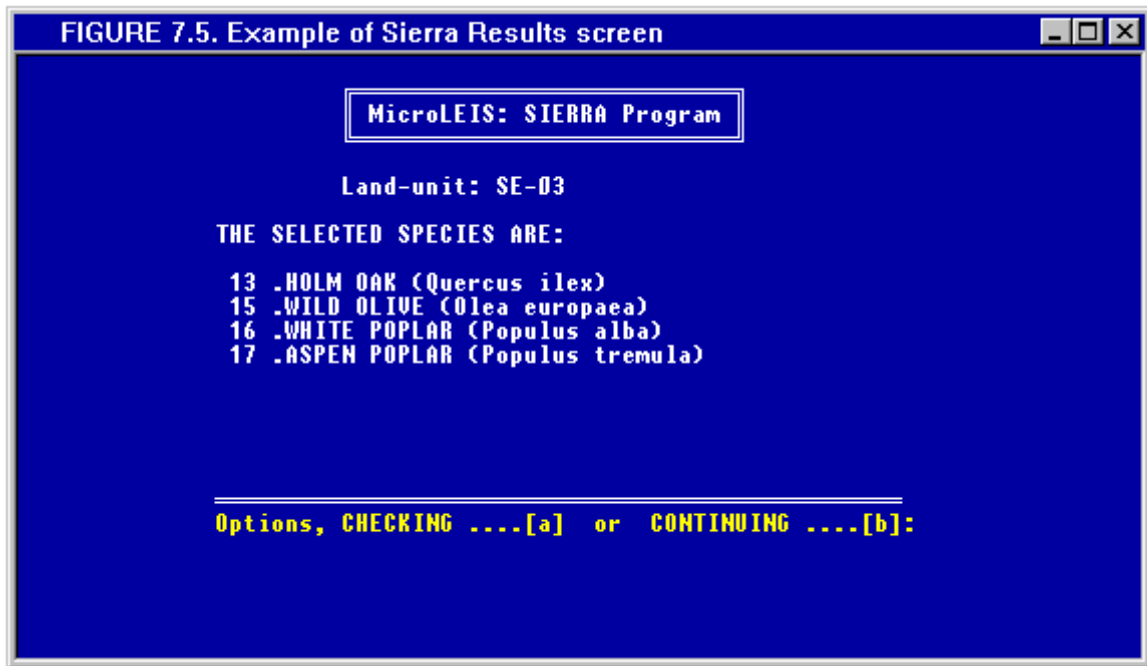 FIGURE 7.5. Example of Sierra Results screen
MicroLEIS: SIERRA Program
Land-unit: SE-03
THE SELECTED SPECIES ARE:
13 .HOLM OAK (Quercus ilex)
15 .WILD OLIVE (Olea europaea)
16 .WHITE POPLAR (Populus alba)
17 .ASPEN POPLAR (Populus tremula)
Options, CHECKING ....[a] or CONTINUING ....[b]: